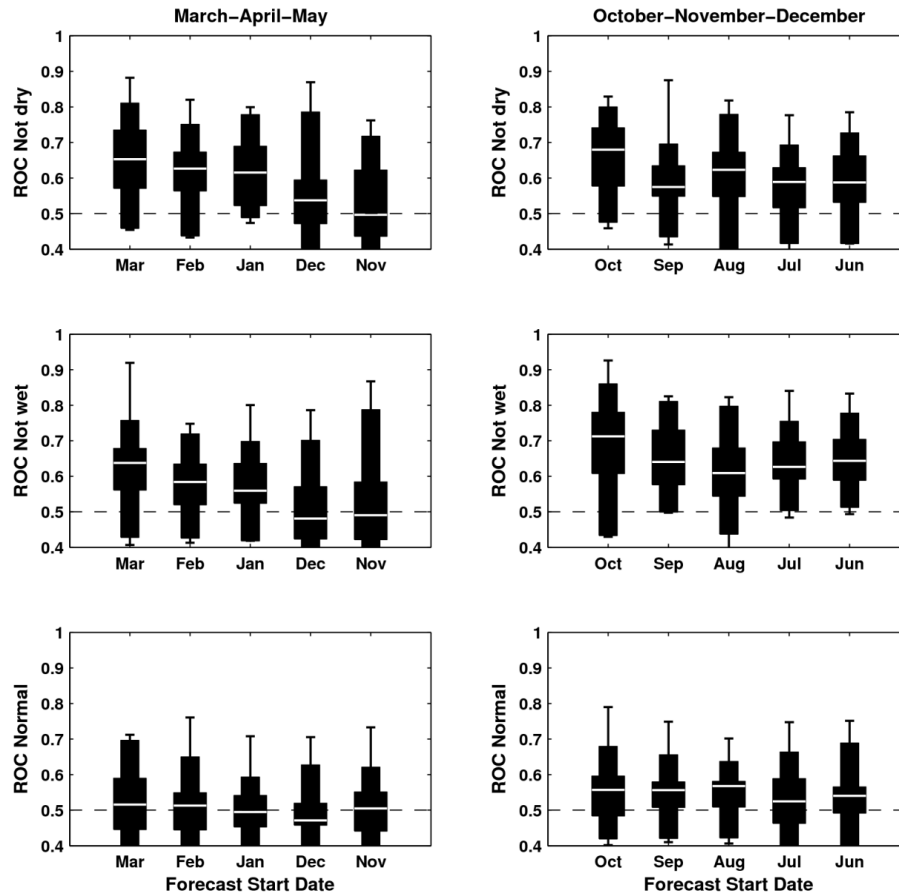 March−April−May
ROC Not dry
1
0.9
0.8
0.7
0.6
0.5
0.4
Mar Feb Jan Dec Nov
October−November−December
ROC Not dry
1
0.9
0.8
0.7
0.6
0.5
0.4
Oct Sep Aug Jul Jun
ROC Not wet
1
0.9
0.8
0.7
0.6
0.5
0.4
Mar Feb Jan Dec Nov
ROC Not wet
1
0.9
0.8
0.7
0.6
0.5
0.4
Oct Sep Aug Jul Jun
ROC Normal
1
0.9
0.8
0.7
0.6
0.5
0.4
Mar Feb Jan Dec Nov
Forecast Start Date
ROC Normal
1
0.9
0.8
0.7
0.6
0.5
0.4
Oct Sep Aug Jul Jun
Forecast Start Date